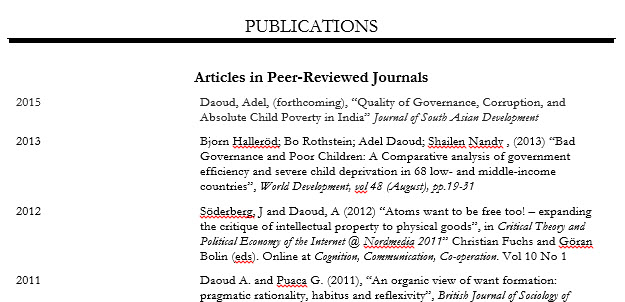 PUBLICATIONS
Articles in Peer-Reviewed Journals
2015
Daoud, Adel, (forthcoming), “Quality of Governance, Corruption, and
Absolute Child Poverty in India” Journal of South Asian Development
2013
Bjorn Halleröd; Bo Rothstein; Adel Daoud; Shailen Nandy , (2013) “Bad
Governance and Poor Children: A Comparative analysis of government
efficiency and severe child deprivation in 68 low- and middle-income
countries”, World Development, vol 48 (August), pp.19-31
2012
Söderberg, J and Daoud, A (2012) “Atoms want to be free too! – expanding
the critique of intellectual property to physical goods”, in Critical Theory and
Political Economy of the Internet @ Nordmedia 2011” Christian Fuchs and Göran
Bolin (eds). Online at Cognition, Communication, Co-operation. Vol 10 No 1
2011
Daoud A. and Puaca G. (2011), “An organic view of want formation:
pragmatic rationality, habitus and reflexivity”, British Journal of Sociology of